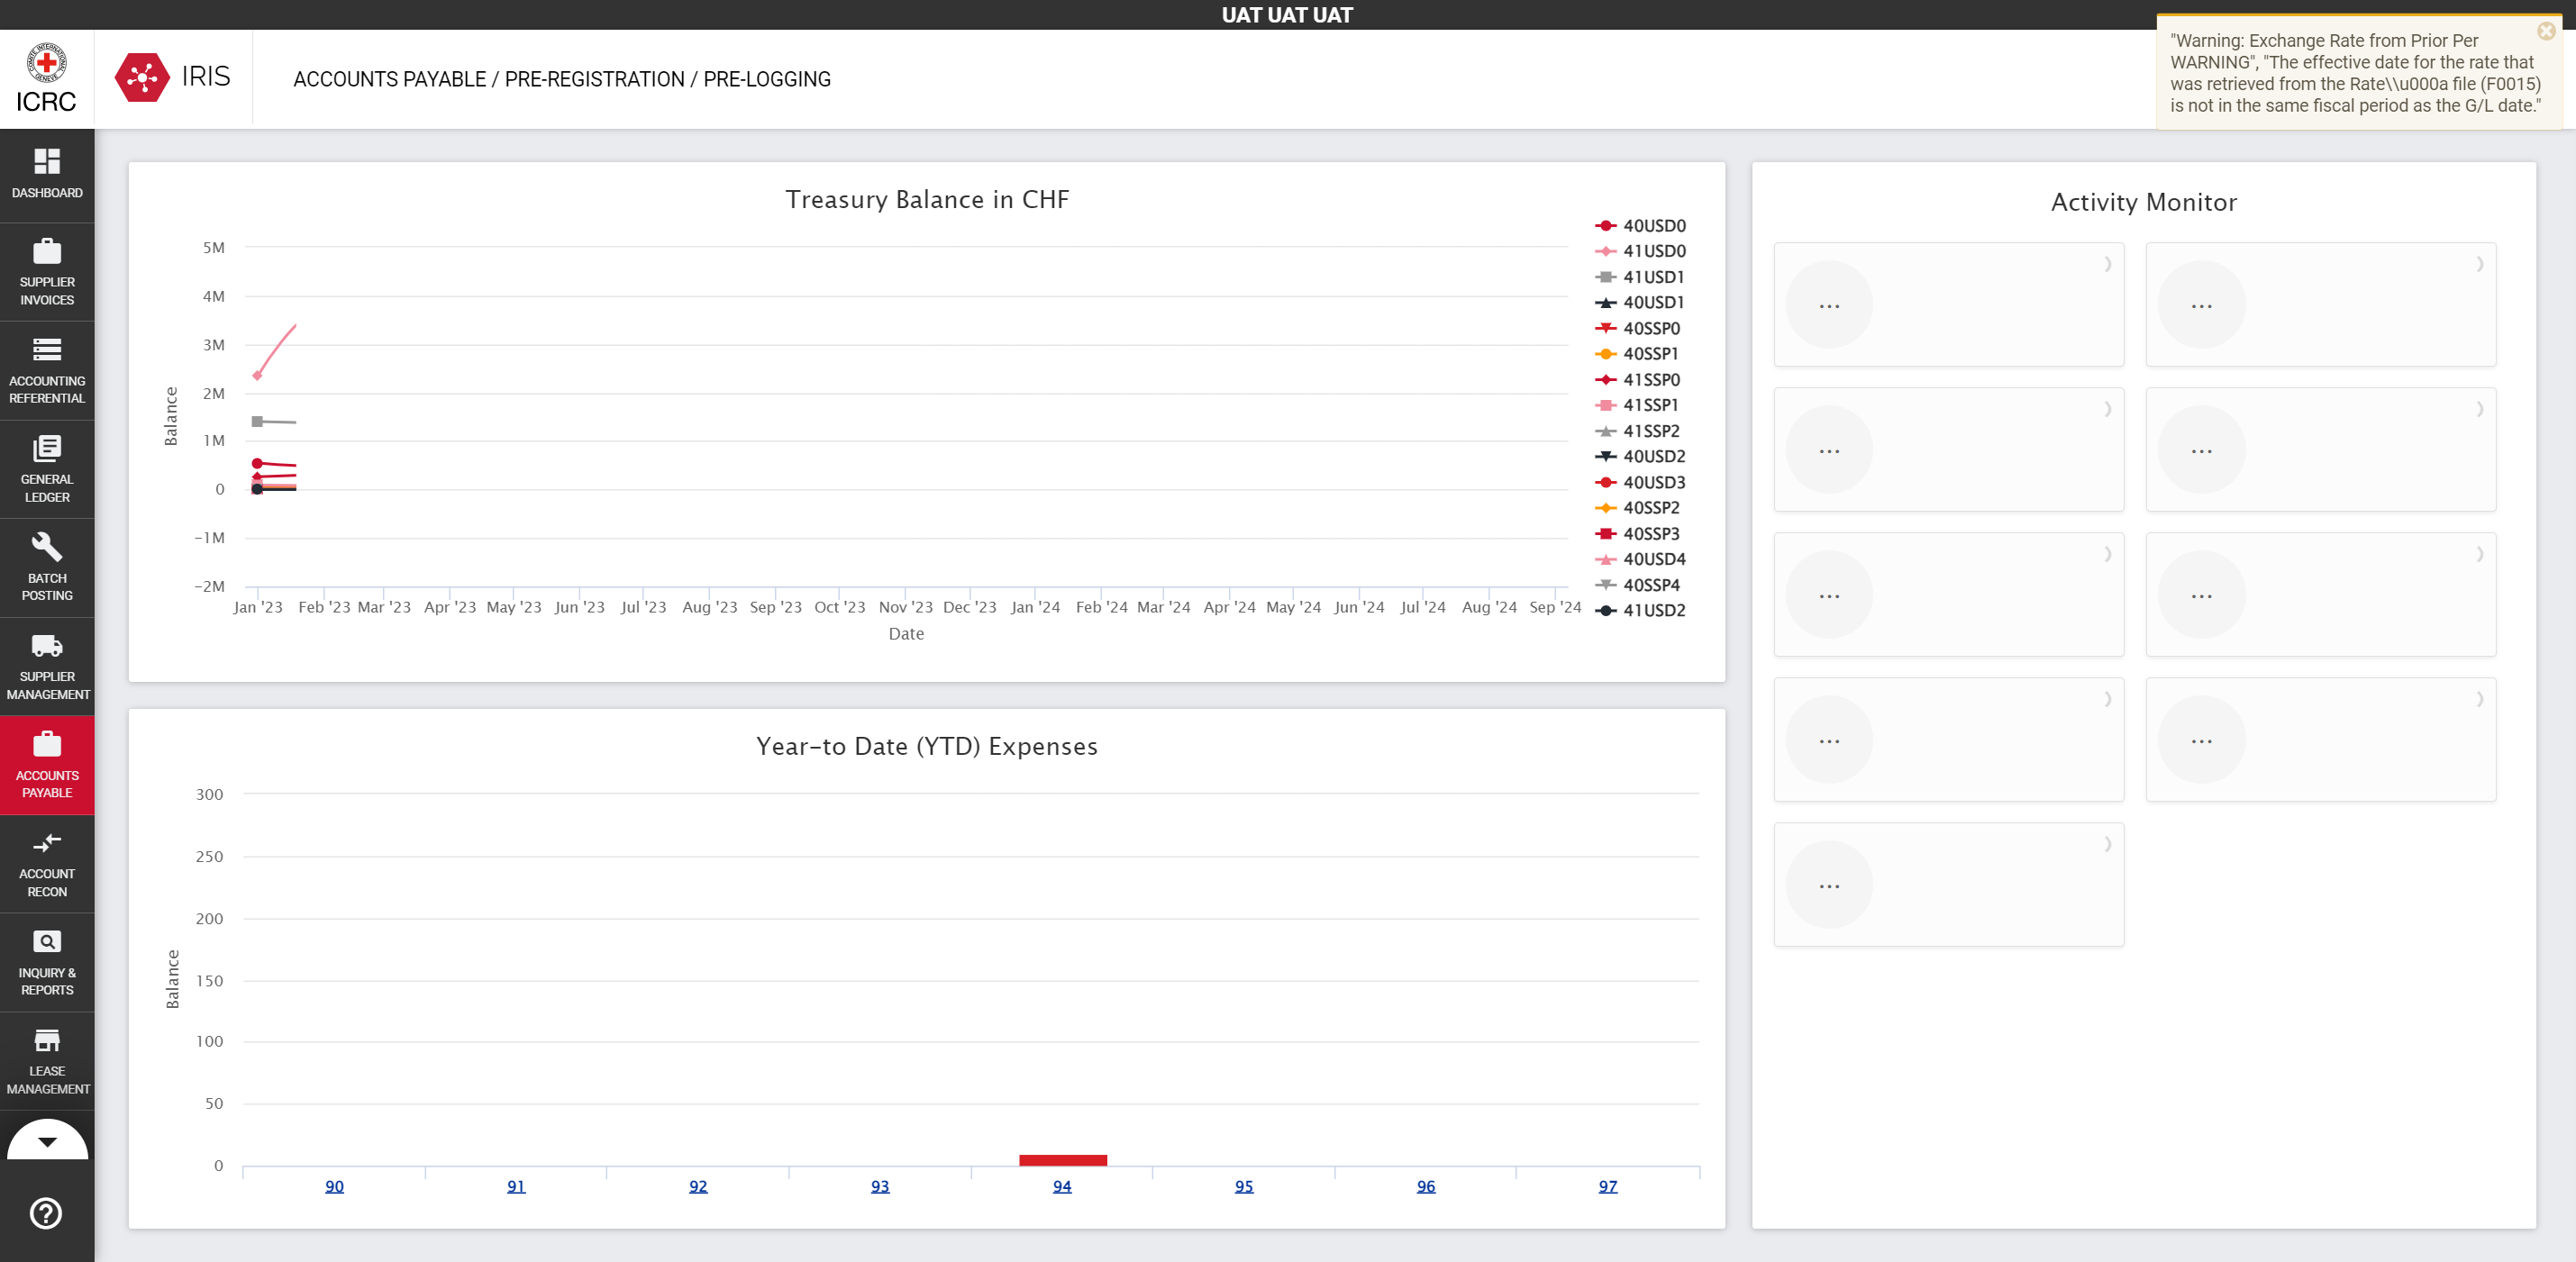 UAT UAT UAT
COMITÉ INTERNATIONAL GENÈVE
ICRC
IRIS
ACCOUNTS PAYABLE / PRE-REGISTRATION / PRE-LOGGING
"Warning: Exchange Rate from Prior Per
WARNING", "The effective date for the rate that
was retrieved from the Rate\\u000a file (F0015)
is not in the same fiscal period as the G/L date."
DASHBOARD
SUPPLIER
INVOICES
ACCOUNTING
REFERENTIAL
GENERAL
LEDGER
BATCH
POSTING
SUPPLIER
MANAGEMENT
ACCOUNTS
PAYABLE
ACCOUNT
RECON
INQUIRY &
REPORTS
LEASE
MANAGEMENT
Treasury Balance in CHF
5M
4M
3M
2M
1M
0
-1M
-2M
Balance
Jan '23 Feb '23 Mar '23 Apr '23 May '23 Jun '23 Jul '23 Aug '23 Sep '23 Oct '23 Nov '23 Dec '23 Jan '24 Feb '24 Mar '24 Apr '24 May '24 Jun '24 Jul '24 Aug '24 Sep '24
Date
40USD0
41USD0
41USD1
40USD1
40SSP0
40SSP1
41SSP0
41SSP1
41SSP2
40USD2
40USD3
40SSP2
40SSP3
40USD4
40SSP4
41USD2
Year-to Date (YTD) Expenses
300
250
200
150
100
50
0
Balance
90 91 92 93 94 95 96 97
Activity Monitor
... ...
... ...
... ...
... ...
...